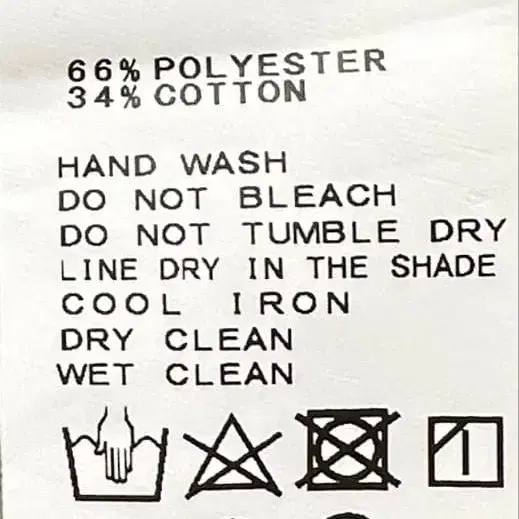 66% POLYESTER
34% COTTON
HAND WASH
DO NOT BLEACH
DO NOT TUMBLE DRY
LINE DRY IN THE SHADE
COOL IRON
DRY CLEAN
WET CLEAN